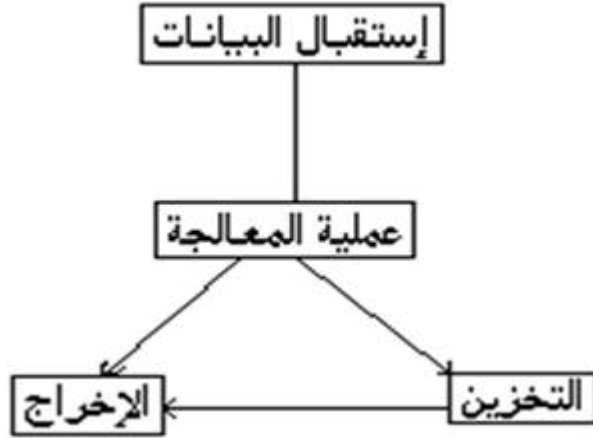 إستقبال البيانات
عملية المعالجة
التخزين
الإخراج